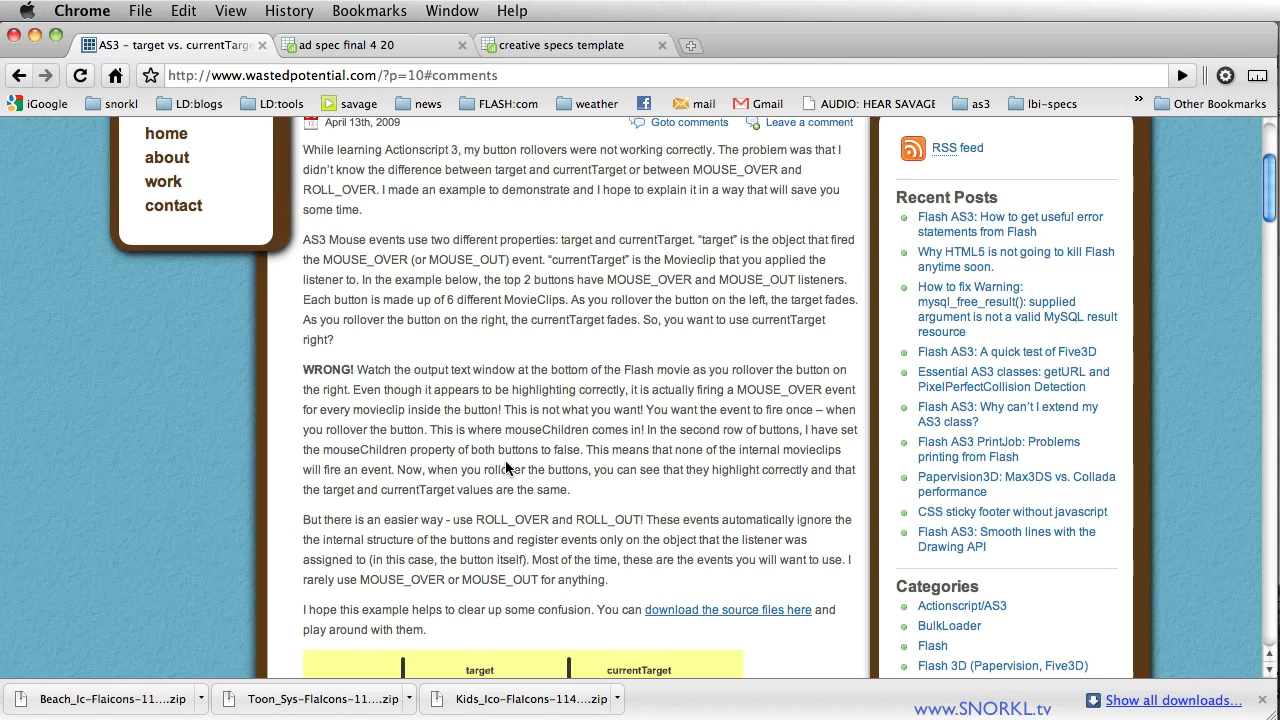 Chrome File Edit View History Bookmarks Window Help
AS3 – target vs. currentTarg
ad spec final 4 20
creative specs template
http://www.wastedpotential.com/?p=10#comments
iGoogle snorkl LD:blogs LD:tools savage news FLASH:com weather mail Gmail AUDIO: HEAR SAVAGE as3 lbi-specs » Other Bookmarks
home
about
work
contact
April 13th, 2009 Goto comments Leave a comment
While learning Actionscript 3, my button rollovers were not working correctly. The problem was that I
didn't know the difference between target and currentTarget or between MOUSE_OVER and
ROLL_OVER. I made an example to demonstrate and I hope to explain it in a way that will save you
some time.
AS3 Mouse events use two different properties: target and currentTarget. “target” is the object that fired
the MOUSE_OVER (or MOUSE_OUT) event. “currentTarget” is the Movieclip that you applied the
listener to. In the example below, the top 2 buttons have MOUSE_OVER and MOUSE_OUT listeners.
Each button is made up of 6 different MovieClips. As you rollover the button on the left, the target fades.
As you rollover the button on the right, the currentTarget fades. So, you want to use currentTarget
right?
WRONG! Watch the output text window at the bottom of the Flash movie as you rollover the button on
the right. Even though it appears to be highlighting correctly, it is actually firing a MOUSE_OVER event
for every movieclip inside the button! This is not what you want! You want the event to fire once – when
you rollover the button. This is where mouseChildren comes in! In the second row of buttons, I have set
the mouseChildren property of both buttons to false. This means that none of the internal movieclips
will fire an event. Now, when you rollover the buttons, you can see that they highlight correctly and that
the target and currentTarget values are the same.
But there is an easier way - use ROLL_OVER and ROLL_OUT! These events automatically ignore the
the internal structure of the buttons and register events only on the object that the listener was
assigned to (in this case, the button itself). Most of the time, these are the events you will want to use. I
rarely use MOUSE_OVER or MOUSE_OUT for anything.
I hope this example helps to clear up some confusion. You can download the source files here and
play around with them.
target currentTarget
RSS feed
Recent Posts
Flash AS3: How to get useful error
statements from Flash
Why HTML5 is not going to kill Flash
anytime soon.
How to fix Warning:
mysql_free_result(): supplied
argument is not a valid MySQL result
resource
Flash AS3: A quick test of Five3D
Essential AS3 classes: getURL and
PixelPerfectCollision Detection
Flash AS3: Why can't I extend my
AS3 class?
Flash AS3 PrintJob: Problems
printing from Flash
Papervision3D: Max3DS vs. Collada
performance
CSS sticky footer without javascript
Flash AS3: Smooth lines with the
Drawing API
Categories
Actionscript/AS3
BulkLoader
Flash
Flash 3D (Papervision, Five3D)
Beach_Ic-Flaicons-11....zip Toon_Sys-FlaIcons-11....zip Kids_Ico-FlaIcons-114....zip Show all downloads...
www.SNORKL.tv